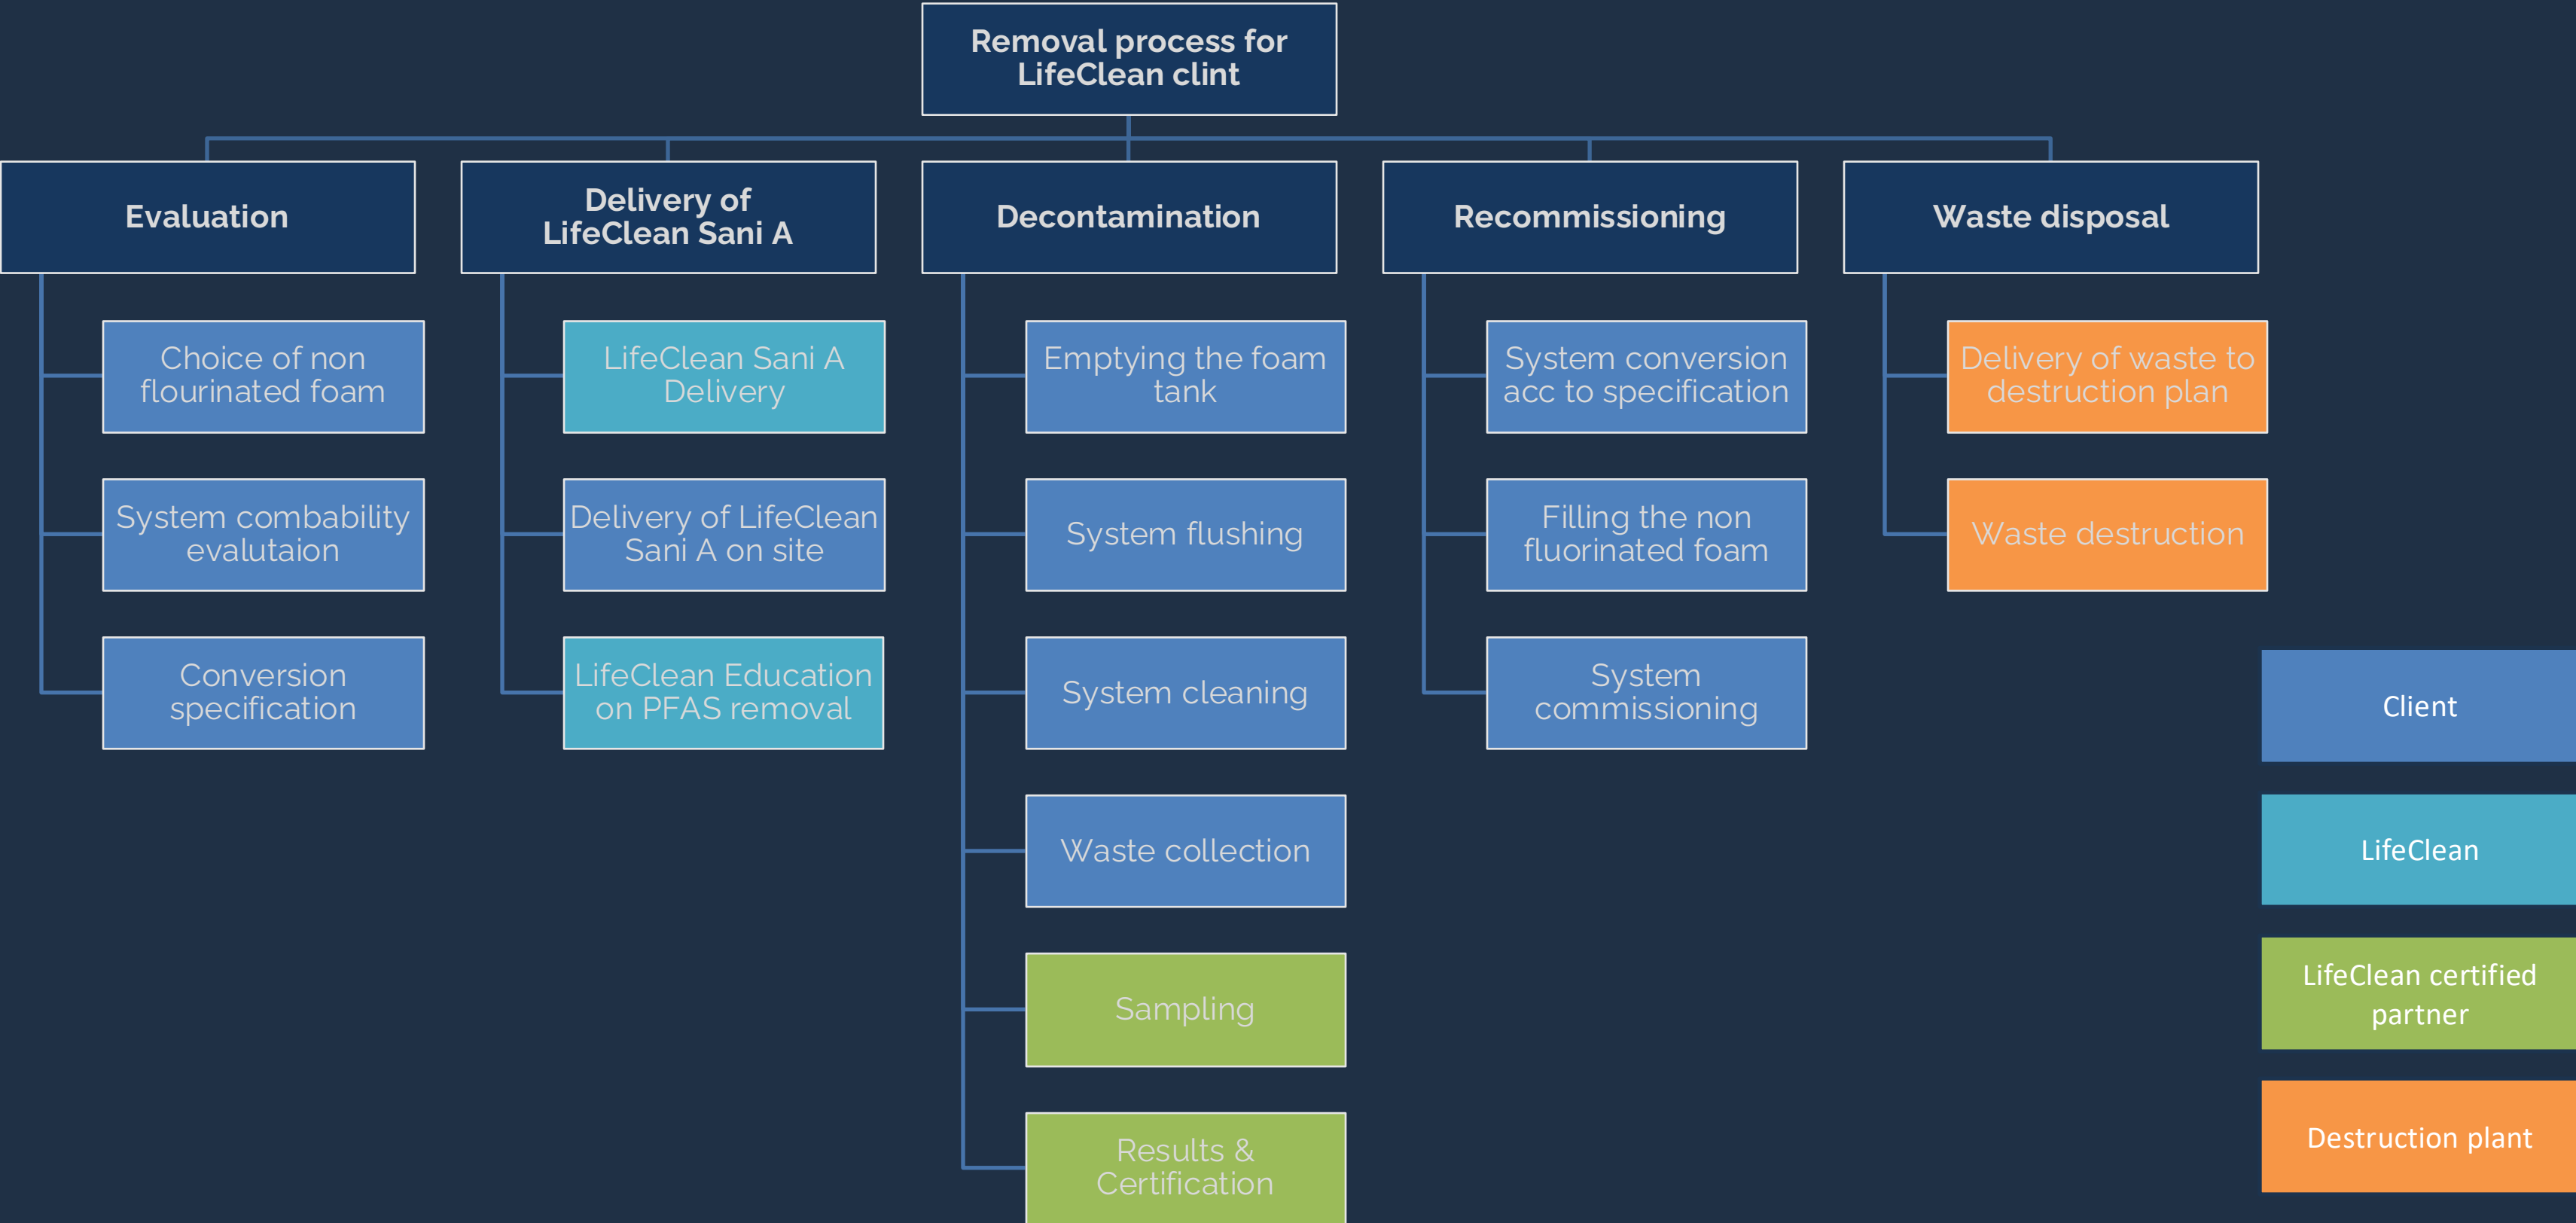 Removal process for
LifeClean clint
Evaluation
Delivery of
LifeClean Sani A
Decontamination
Recommissioning
Waste disposal
Choice of non
flourinated foam
System combability
evalutaion
Conversion
specification
LifeClean Sani A
Delivery
Delivery of LifeClean
Sani A on site
LifeClean Education
on PFAS removal
Emptying the foam
tank
System flushing
System cleaning
Waste collection
Sampling
Results &
Certification
System conversion
acc to specification
Filling the non
fluorinated foam
System
commissioning
Delivery of waste to
destruction plan
Waste destruction
Client
LifeClean
LifeClean certified
partner
Destruction plant